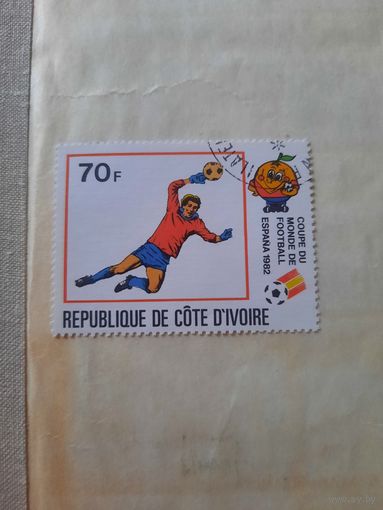 70F
COUPE DU
MONDE DE
FOOTBALL
ESPANA 1982
REPUBLIQUE DE CÔTE D'IVOIRE